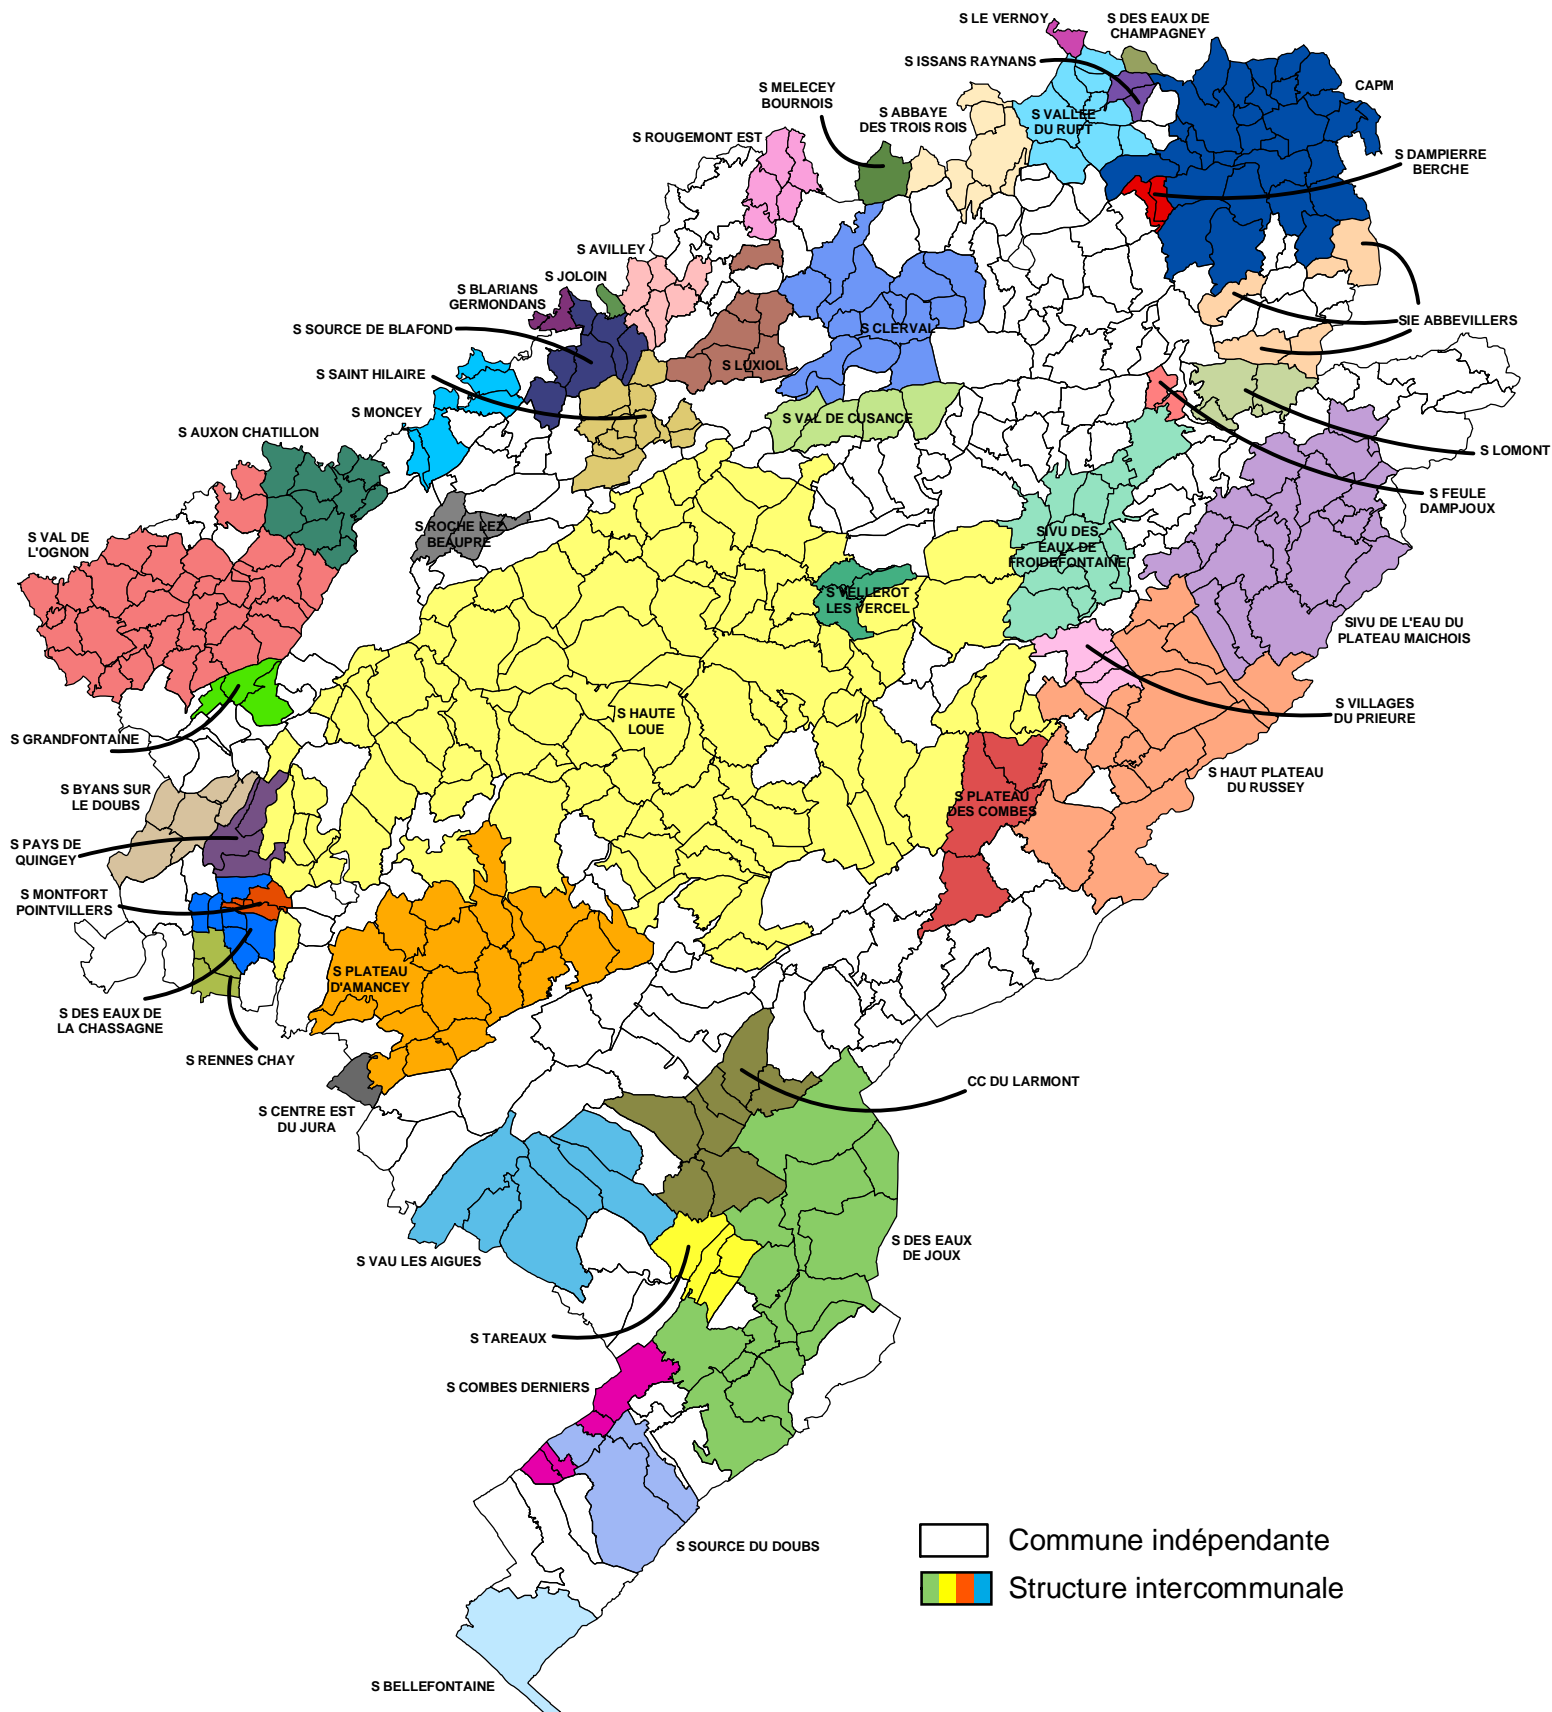 S LE VERNOY
S DES EAUX DE
CHAMPAGNEY
S ISSANS RAYNANS
CAPM
S MELECEY
BOURNOIS
S ABBAYE
DES TROIS ROIS
S VALLEE
DU RUPT
S ROUGEMONT EST
S DAMPIERRE
BERCHE
S AVILLEY
S JOLOIN
S BLARIANS
GERMONDANS
SIE ABBEVILLERS
S SOURCE DE BLAFOND
S CLERVAL
S LUXIOL
S SAINT HILAIRE
S MONCEY
S VAL DE CUSANCE
S AUXON CHATILLON
S LOMONT
S FEULE
DAMPJOUX
S ROCHE LEZ
BEAUPRE
S VAL DE
L'OGNON
SIVU DES
EAUX DE
FROIDEFONTAINE
S VELLEROT
LES VERCEL
SIVU DE L'EAU DU
PLATEAU MAICHOIS
S VILLAGES
DU PRIEURE
S HAUTE
LOUE
S GRANDFONTAINE
S HAUT PLATEAU
DU RUSSEY
S BYANS SUR
LE DOUBS
S PLATEAU
DES COMBES
S PAYS DE
QUINGEY
S MONTFORT
POINTVILLERS
S PLATEAU
D'AMANCEY
S DES EAUX DE
LA CHASSAGNE
S RENNES CHAY
CC DU LARMONT
S CENTRE EST
DU JURA
S DES EAUX
DE JOUX
S VAU LES AIGUES
S TAREAUX
S COMBES DERNIERS
S SOURCE DU DOUBS
Commune indépendante
Structure intercommunale
S BELLEFONTAINE